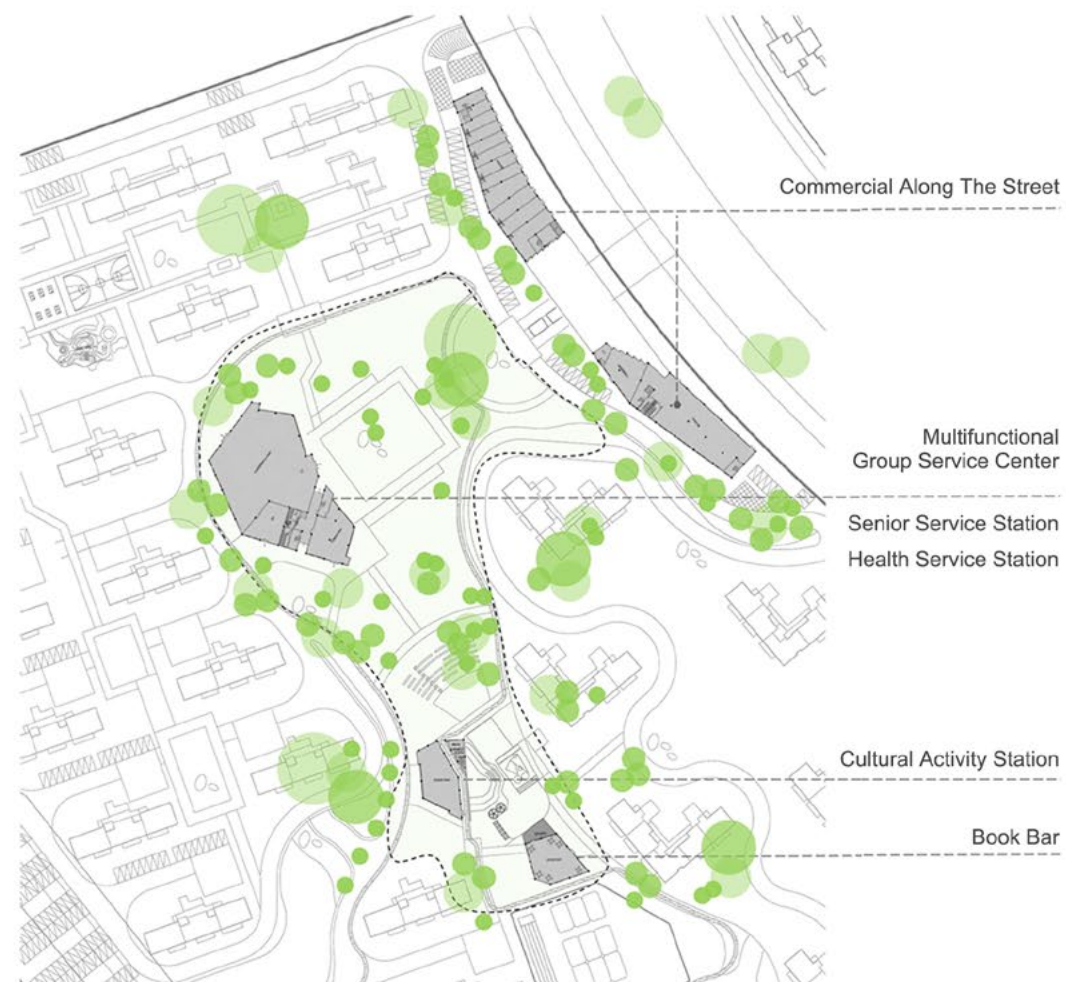 Commercial Along The Street
Multifunctional
Group Service Center
Senior Service Station
Health Service Station
Cultural Activity Station
Book Bar